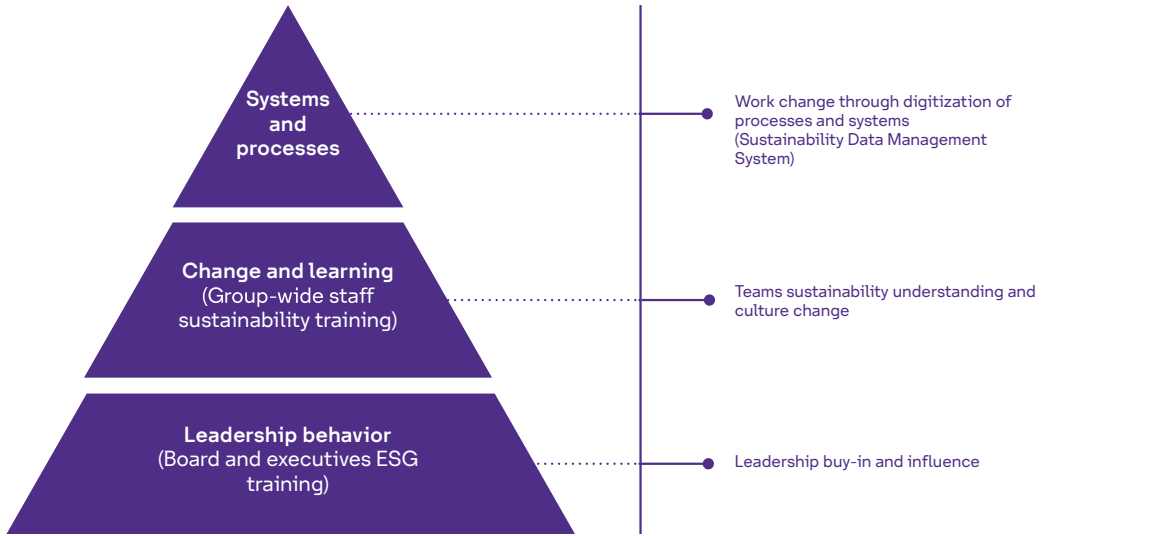 Systems
and
processes
Work change through digitization of
processes and systems
(Sustainability Data Management
System)
Change and learning
(Group-wide staff
sustainability training)
Teams sustainability understanding and
culture change
Leadership behavior
(Board and executives ESG
training)
Leadership buy-in and influence